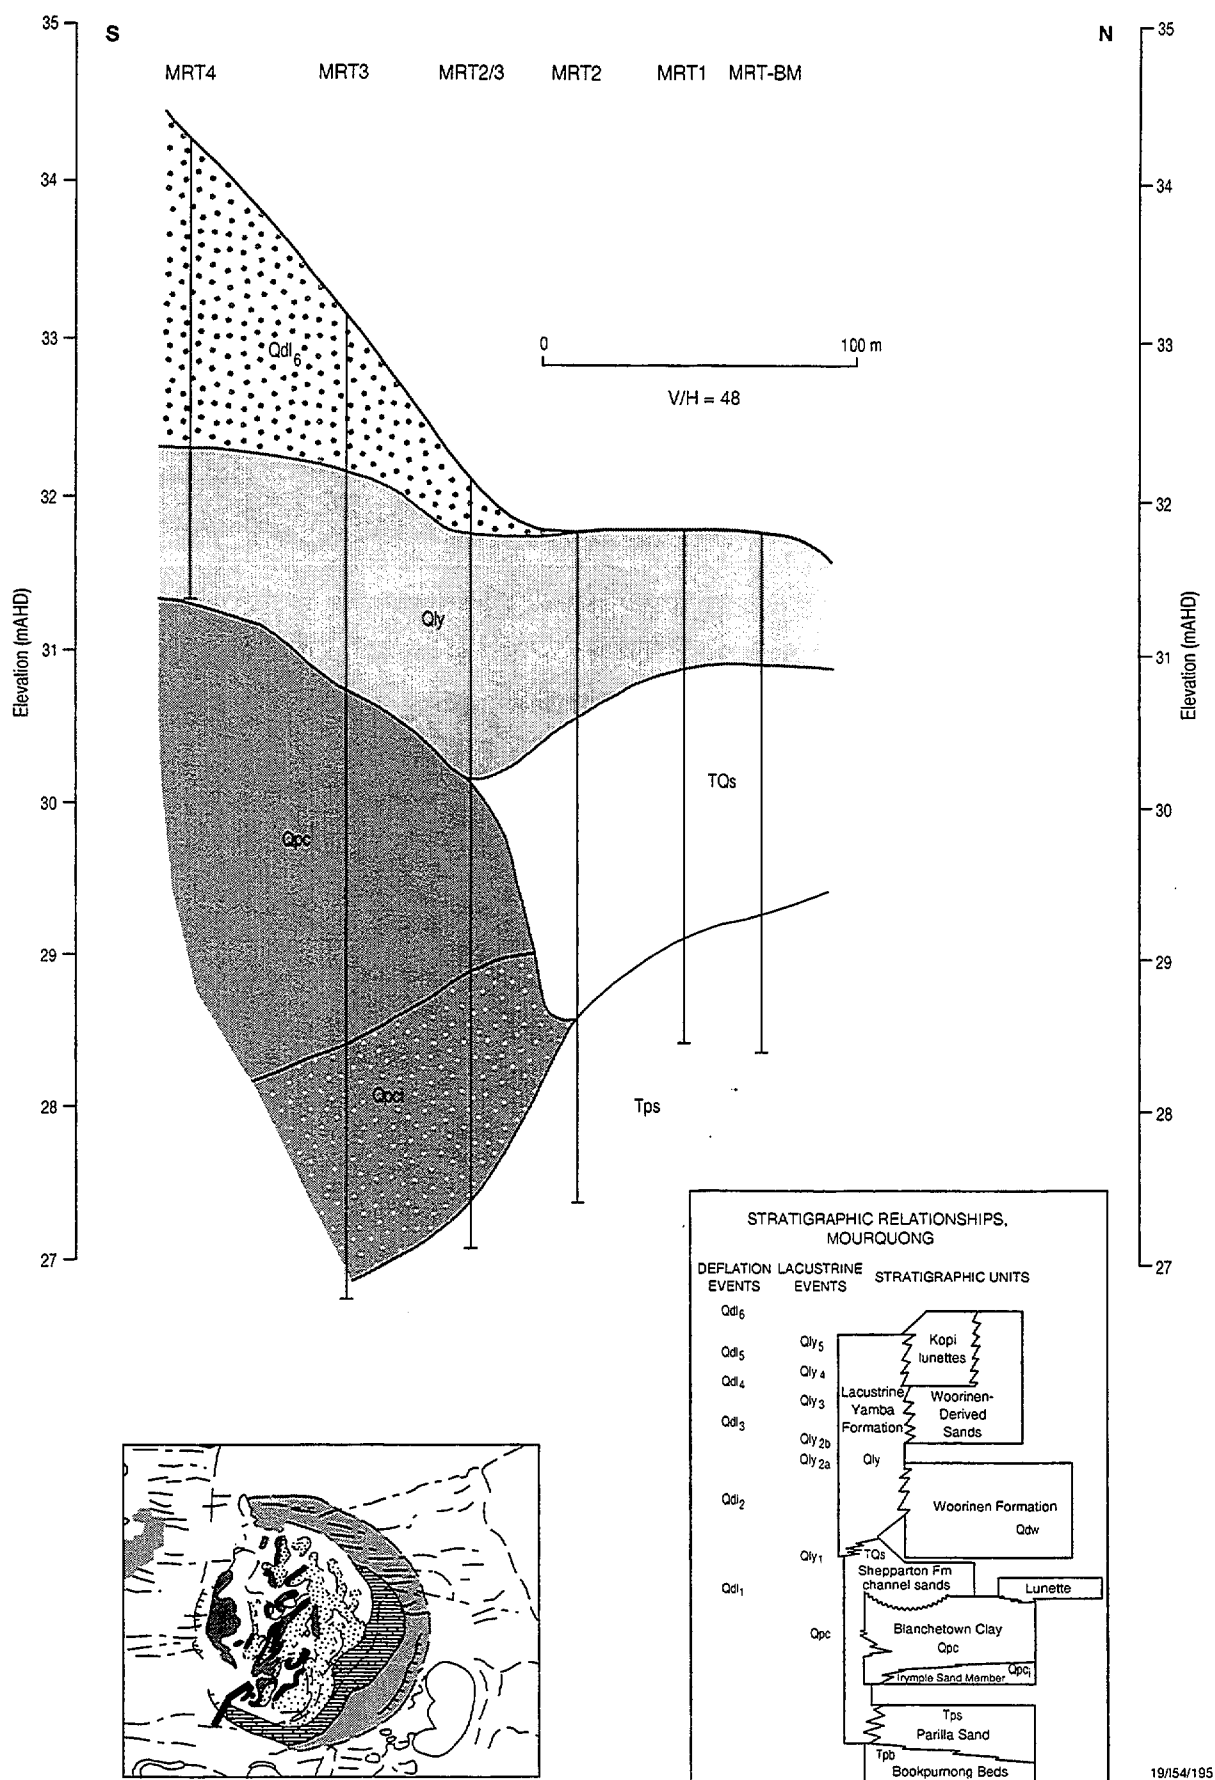 35
S
N
35
MRT4 MRT3 MRT2/3 MRT2 MRT1 MRT-BM
34
34
33
33
Qdl6
0 100 m
V/H = 48
32
32
Elevation (mAHD)
Elevation (mAHD)
Qly
31
31
TQs
30
30
Qpc
29
29
Qpci
28
28
Tps
27
27
STRATIGRAPHIC RELATIONSHIPS,
MOURQUONG
DEFLATION LACUSTRINE STRATIGRAPHIC UNITS
EVENTS EVENTS
Qdl6
Qly5
Kopi
lunettes
Qdl5
Qly4
Qdl4
Lacustrine
Yamba
Formation
Woorinen-
Derived
Sands
Qly3
Qdl3
Qly2b
Qly2a
Qly
Qdl2
Woorinen Formation
Qdw
Qly1
TQs
Shepparton Fm
channel sands
Qdl1
Lunette
Blanchetown Clay
Qpc
Qpc
Irymple Sand Member
Qpci
Tps
Parilla Sand
Tpb
Bookpurnong Beds
19/I54/195